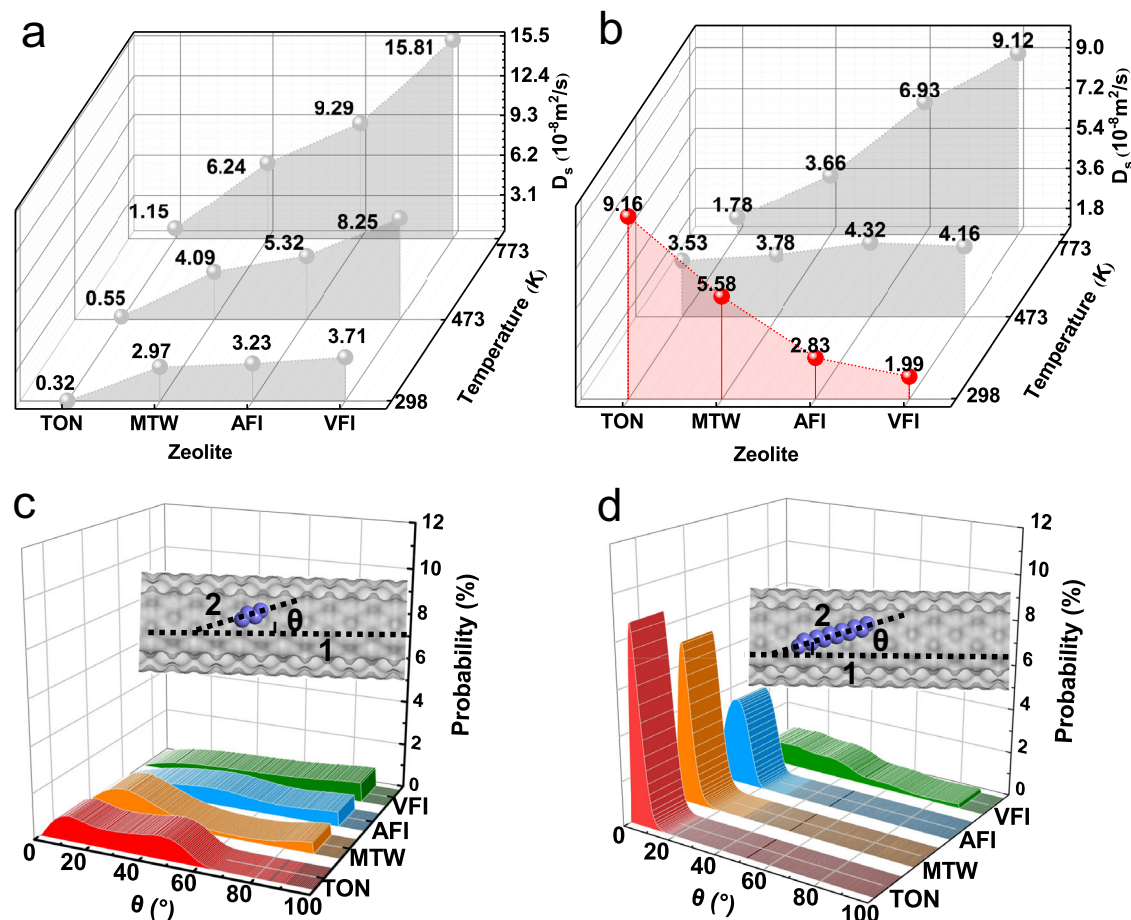 a
15.81
15.5
12.4
9.29
9.3
6.24
6.2
1.15
8.25
3.1
Ds (10-8m2/s)
5.32
4.09
773
0.55
3.71
3.23
473
2.97
0.32
298
Temperature (K)
TON MTW AFI VFI
Zeolite
b
9.12
9.0
6.93
7.2
5.4
3.66
3.6
9.16
1.78
1.8
Ds (10-8m2/s)
4.32
4.16
3.53
3.78
773
5.58
473
2.83
1.99
298
Temperature (K)
TON MTW AFI VFI
Zeolite
c
12
10
8
6
4
2
0
Probability (%)
2
θ
1
VFI
AFI
MTW
TON
0 20 40 60 80 100
θ (°)
d
12
10
8
6
4
2
0
Probability (%)
2
θ
1
VFI
AFI
MTW
TON
0 20 40 60 80 100
θ (°)